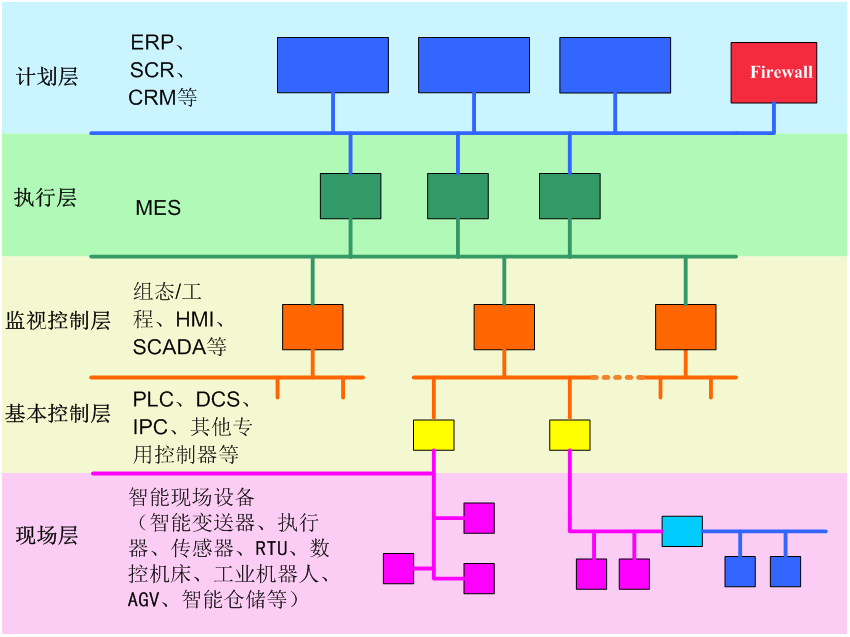 计划层
ERP、
SCR、
CRM等
Firewall
执行层
MES
监视控制层
组态/工
程、HMI、
SCADA等
基本控制层
PLC、DCS、
IPC、其他专
用控制器等
现场层
智能现场设备
（智能变送器、执行
器、传感器、RTU、数
控机床、工业机器人、
AGV、智能仓储等）